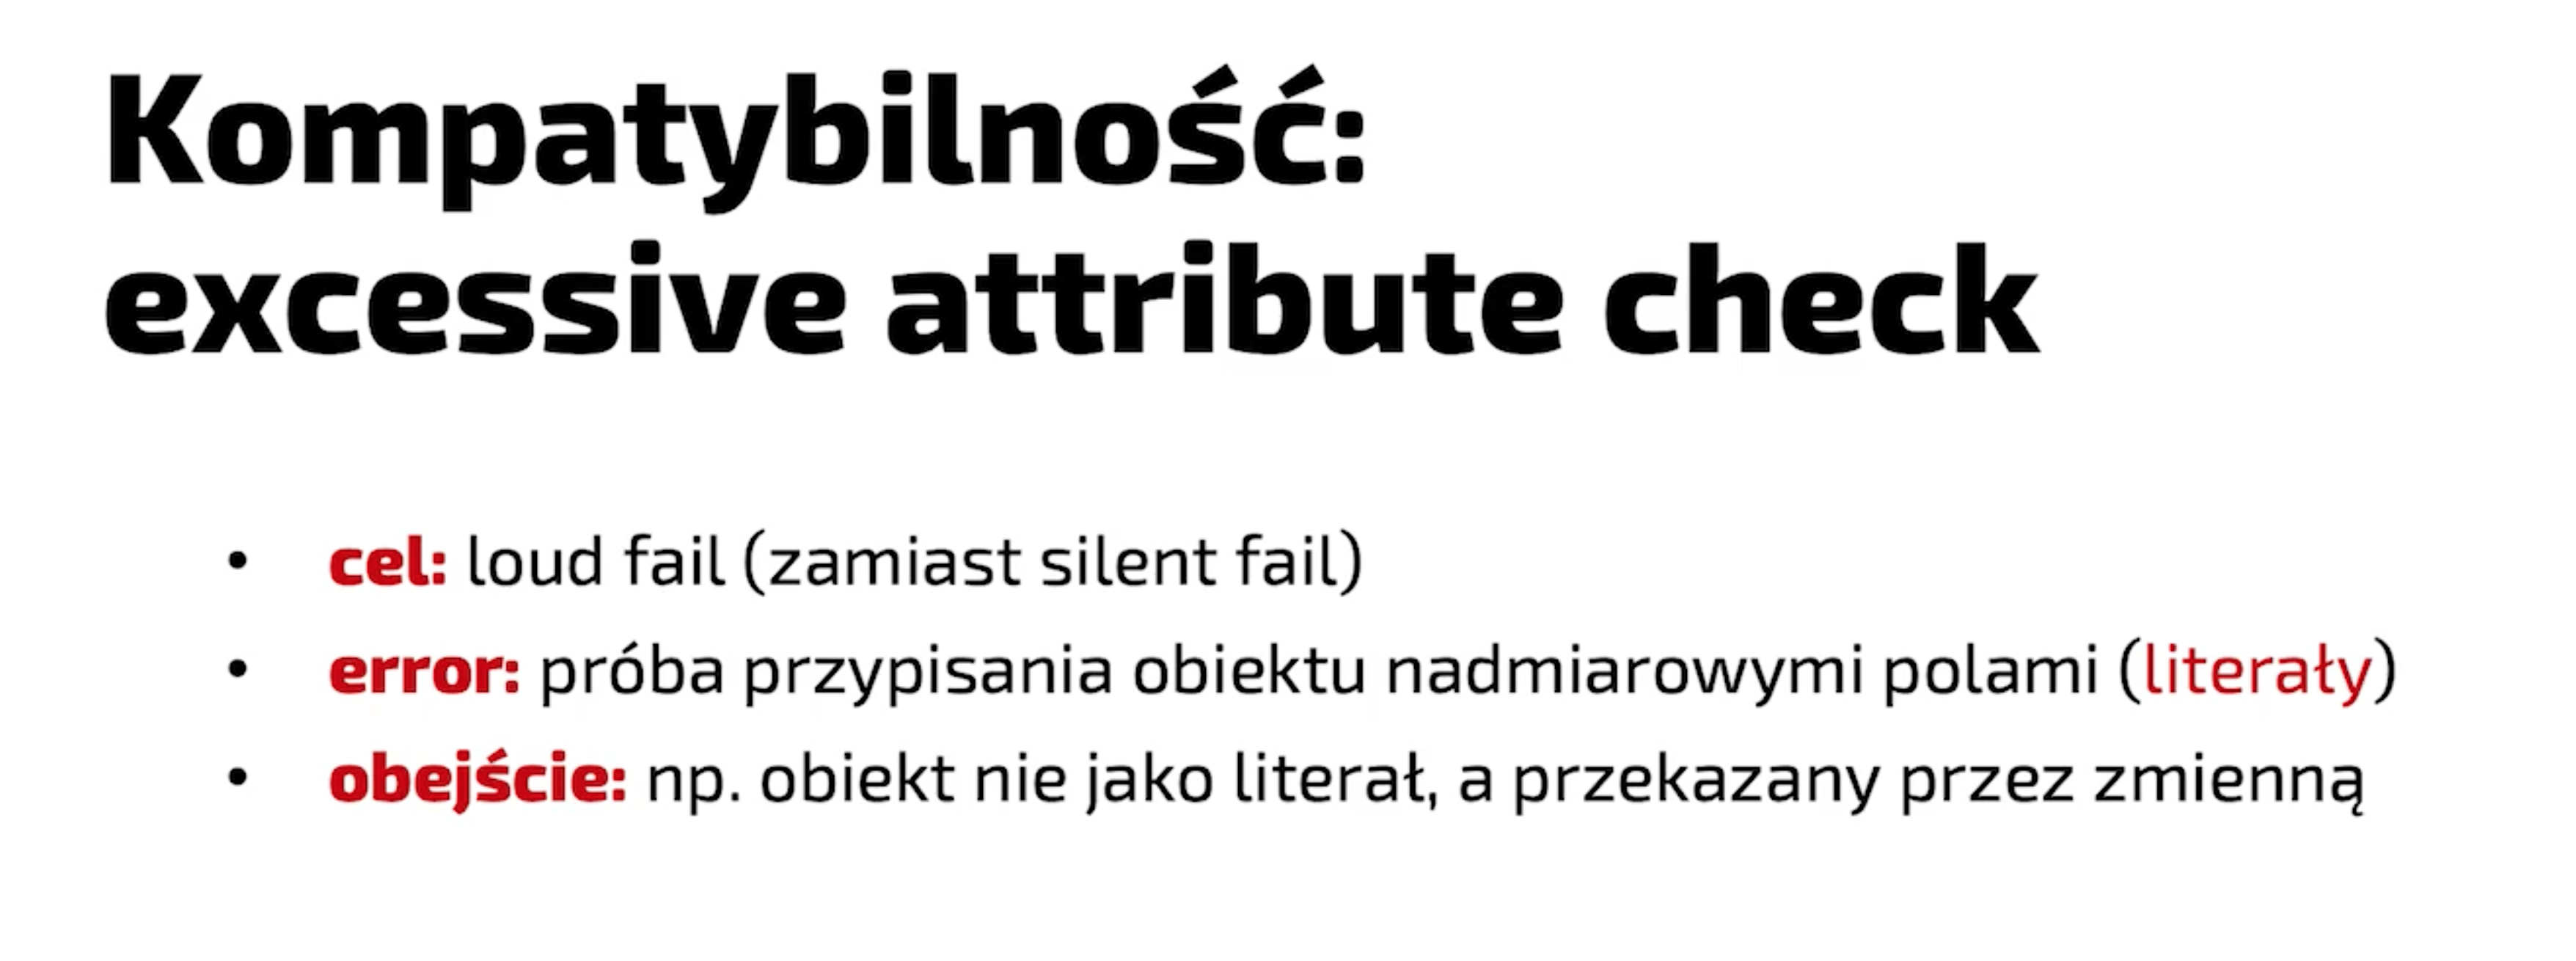 Kompatybilność:
excessive attribute check
• cel: loud fail (zamiast silent fail)
• error: próba przypisania obiektu nadmiarowymi polami (literały)
• obejście: np. obiekt nie jako literał, a przekazany przez zmienną